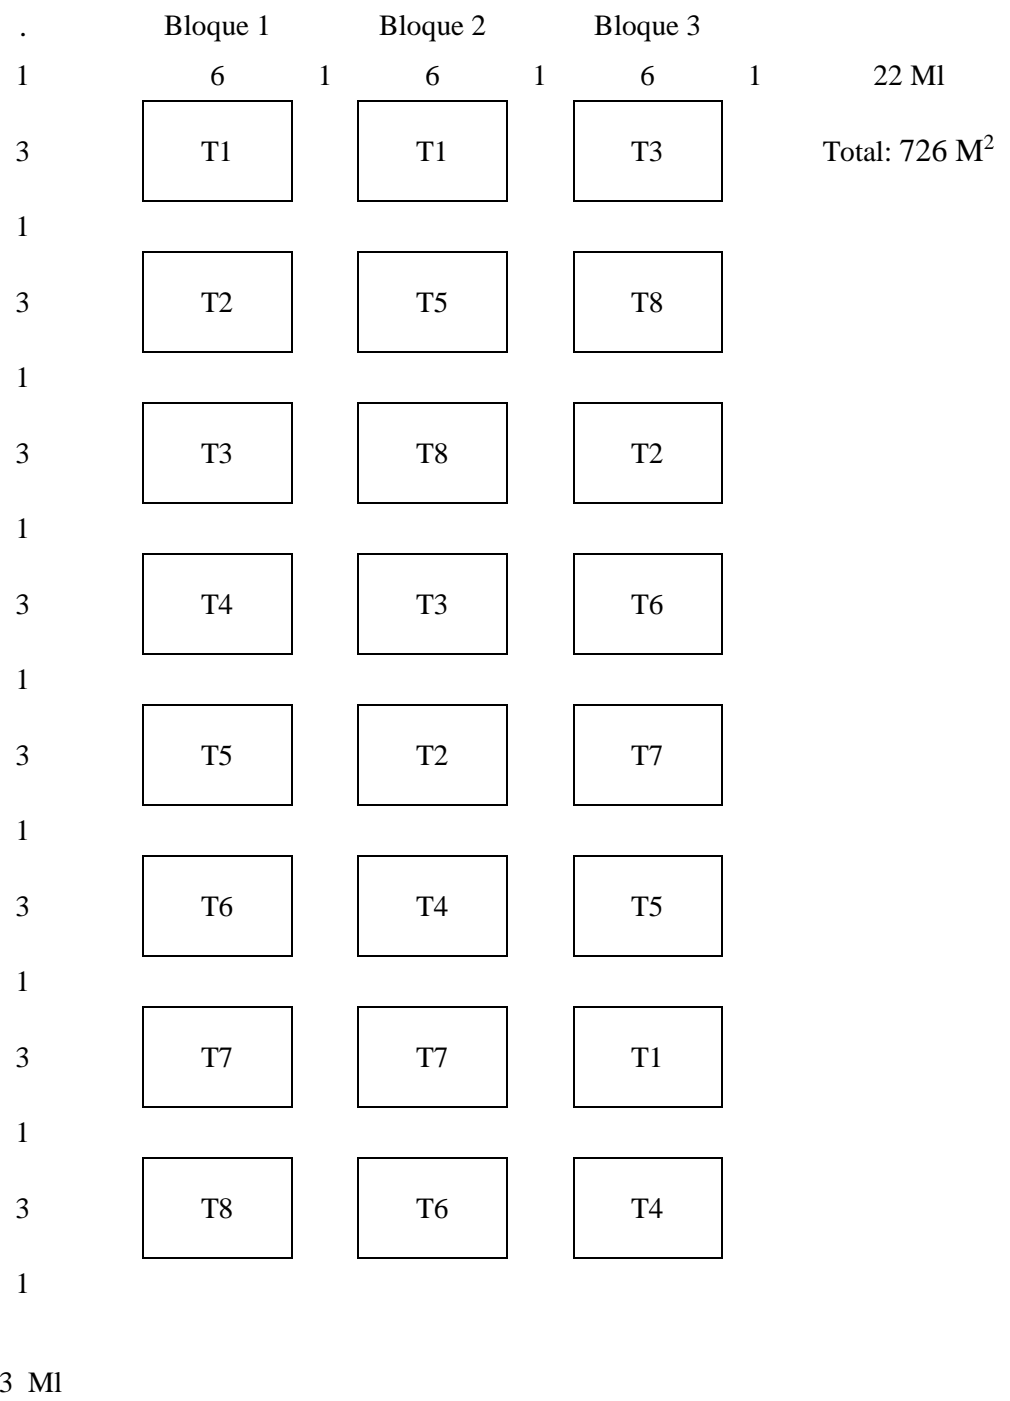 . Bloque 1 Bloque 2 Bloque 3
1 6 1 6 1 6 1 22 Ml
3 T1 T1 T3 Total: 726 M²
1
3 T2 T5 T8
1
3 T3 T8 T2
1
3 T4 T3 T6
1
3 T5 T2 T7
1
3 T6 T4 T5
1
3 T7 T7 T1
1
3 T8 T6 T4
1
3 Ml